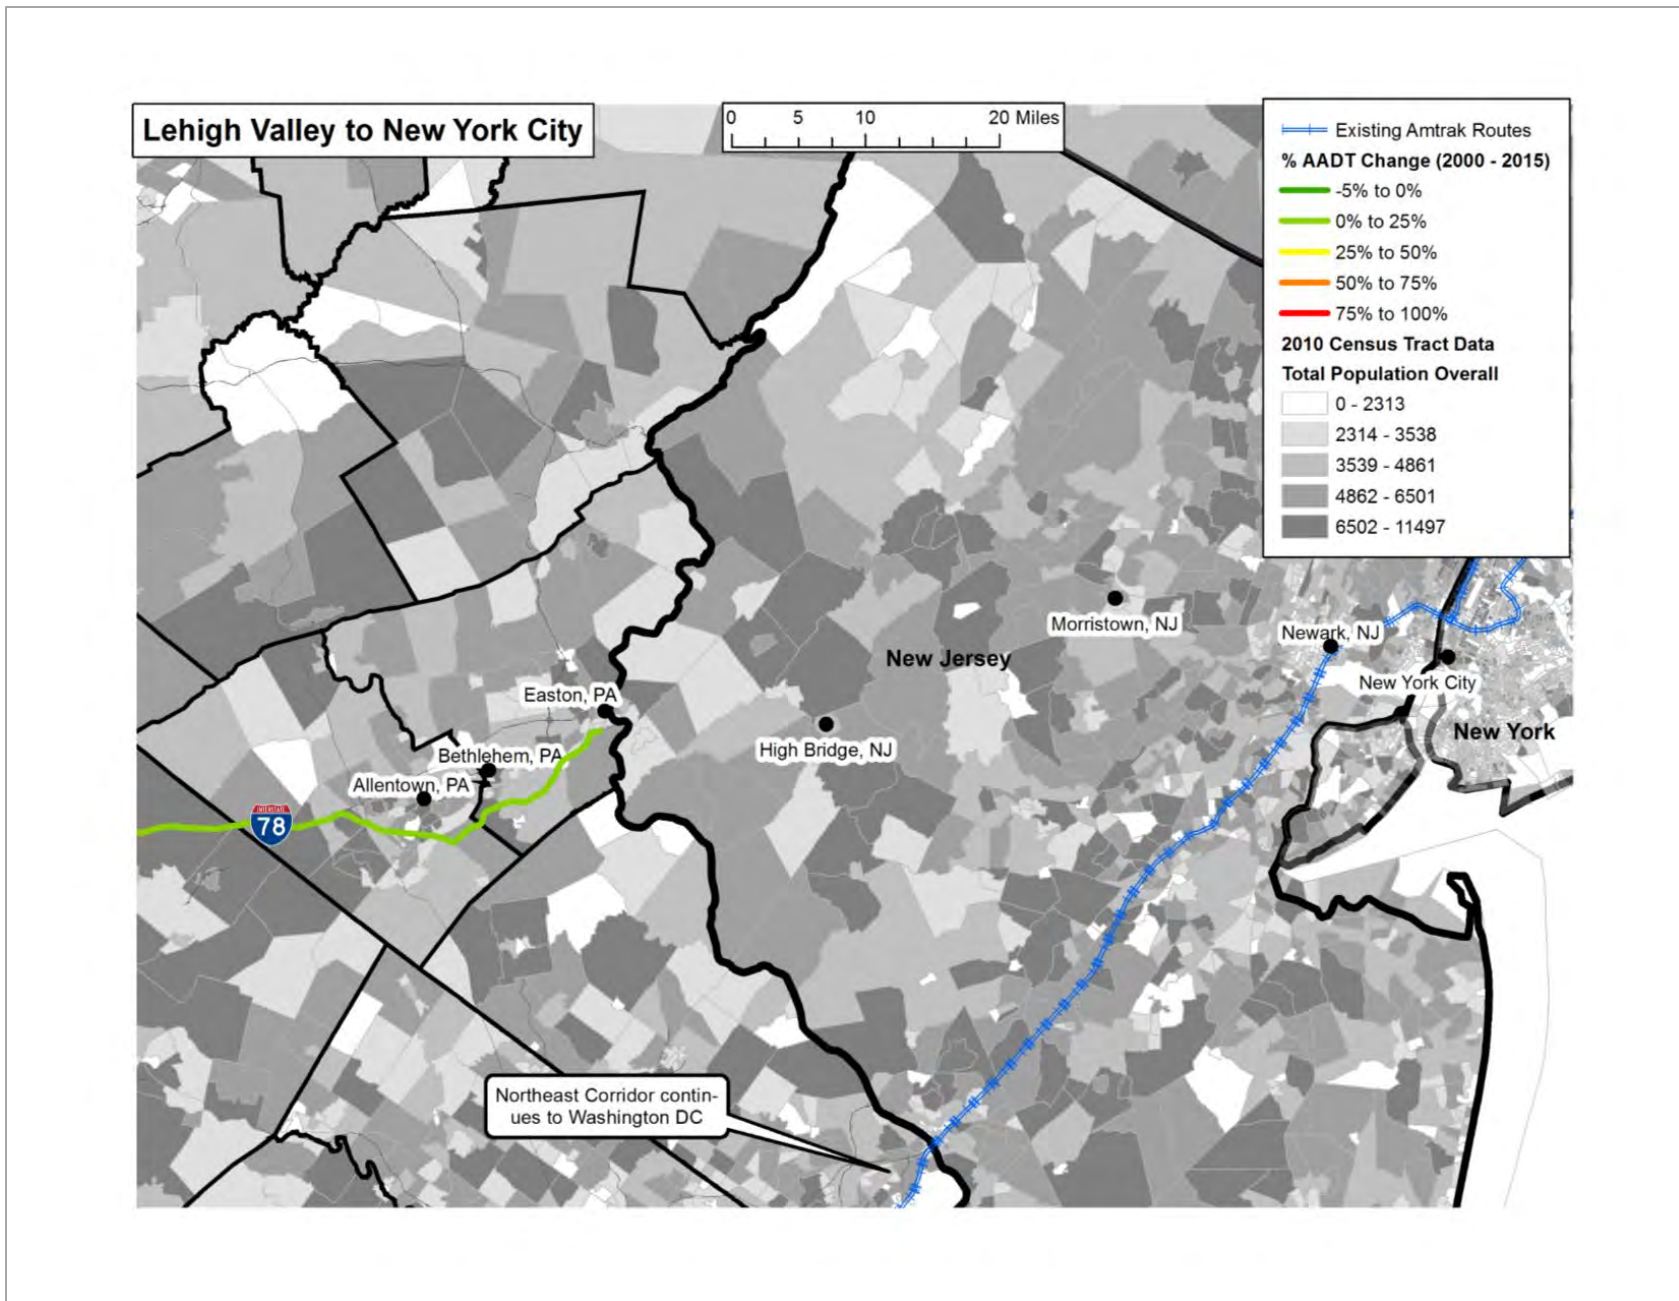 Lehigh Valley to New York City
0 5 10 20 Miles
Existing Amtrak Routes
% AADT Change (2000 - 2015)
-5% to 0%
0% to 25%
25% to 50%
50% to 75%
75% to 100%
2010 Census Tract Data
Total Population Overall
0 - 2313
2314 - 3538
3539 - 4861
4862 - 6501
6502 - 11497
Morristown, NJ
Newark, NJ
New Jersey
New York City
Easton, PA
New York
High Bridge, NJ
Bethlehem, PA
Allentown, PA
INTERSTATE
78
Northeast Corridor contin-
ues to Washington DC